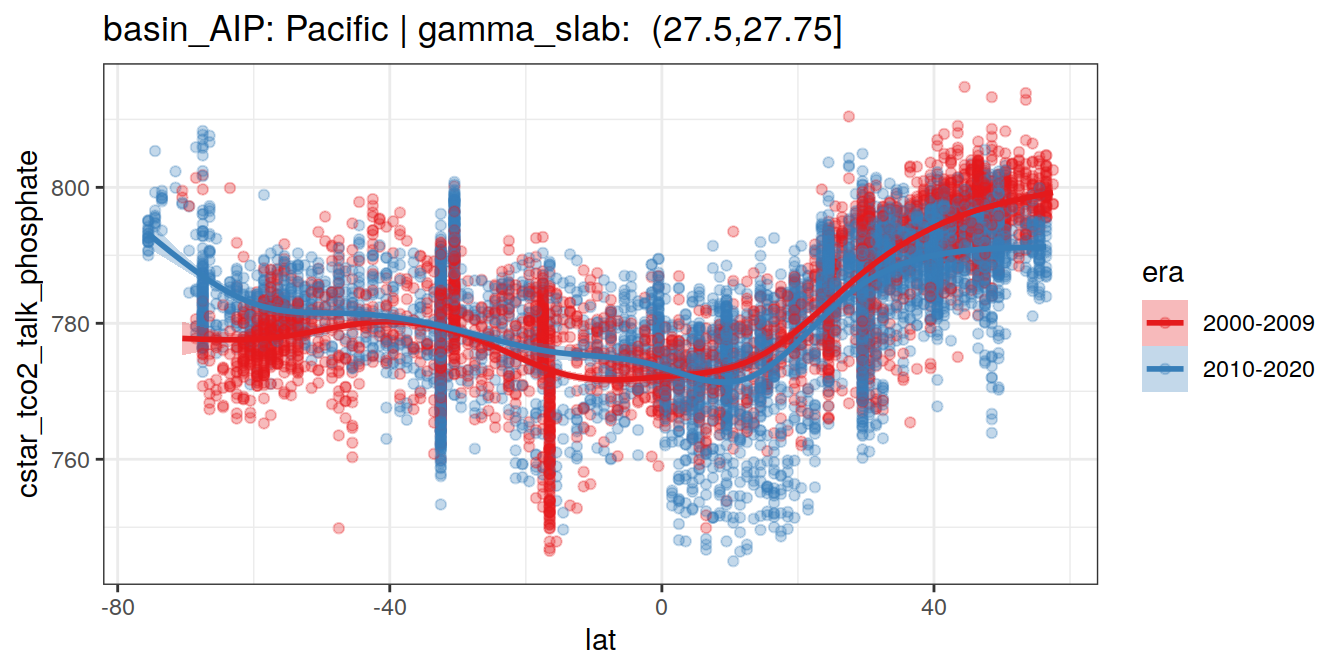 basin_AIP: Pacific | gamma_slab:  (27.5,27.75]
cstar_tco2_talk_phosphate
800
780
760
-80
-40
0
40
lat
era
2000-2009
2010-2020